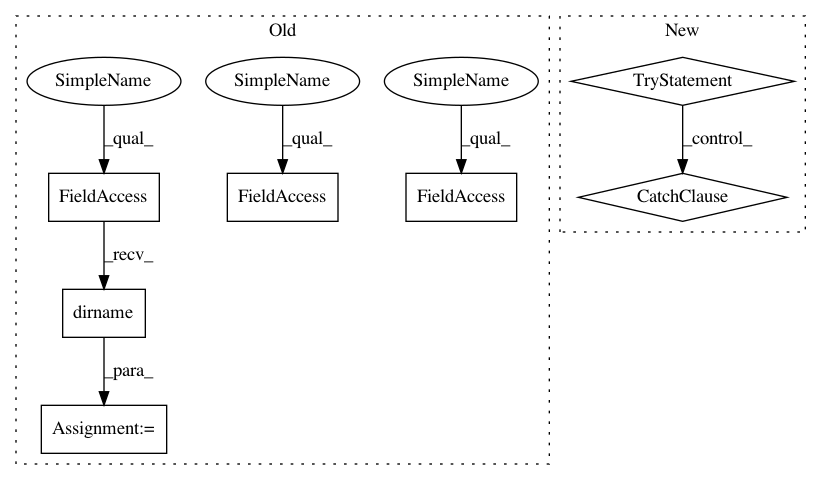 Old
New
SimpleName
SimpleName
SimpleName
TryStatement
_qual_
_qual_
_qual_
_control_
FieldAccess
FieldAccess
FieldAccess
CatchClause
_recv_
dirname
_para_
Assignment:=